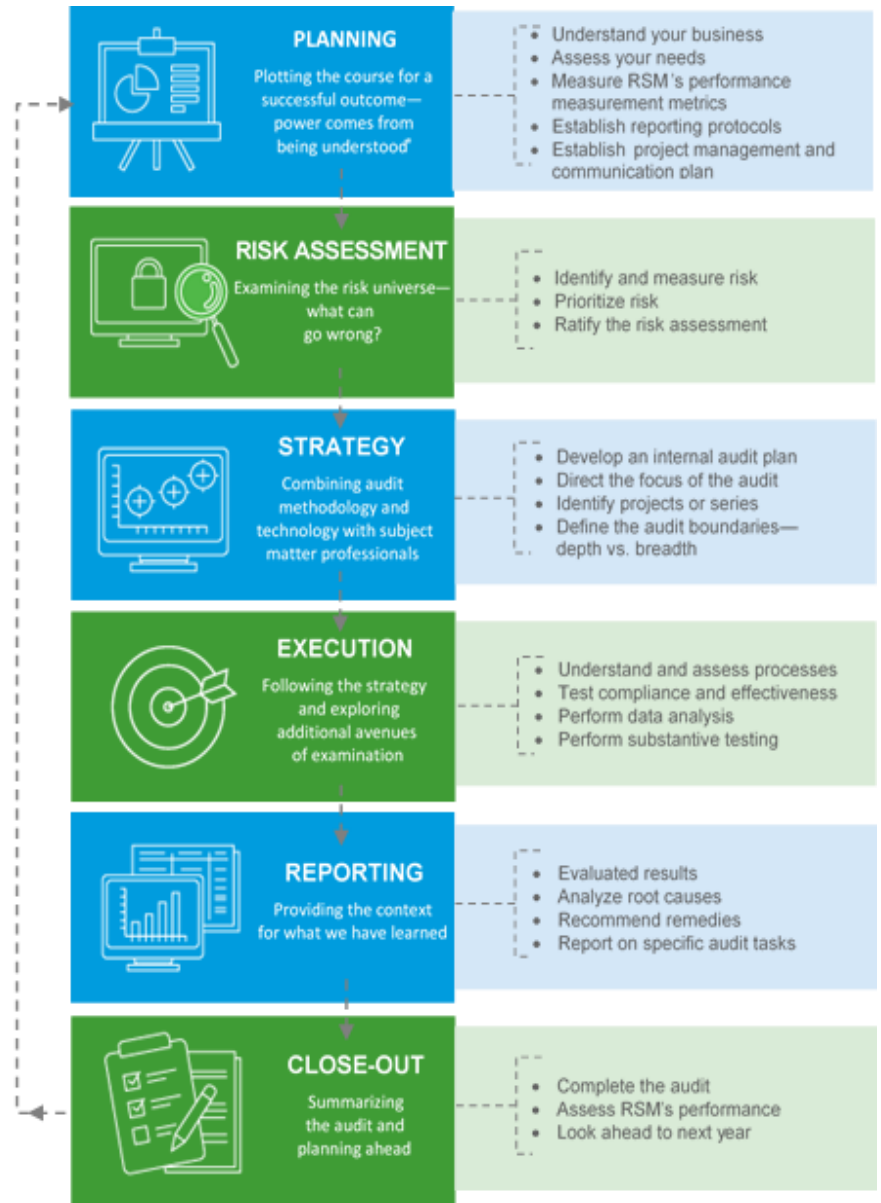 PLANNING
Plotting the course for a
successful outcome—
power comes from
being understood®
• Understand your business
• Assess your needs
• Measure RSM's performance
measurement metrics
• Establish reporting protocols
• Establish project management and
communication plan
RISK ASSESSMENT
Examining the risk universe—
what can
go wrong?
• Identify and measure risk
• Prioritize risk
• Ratify the risk assessment
STRATEGY
Combining audit
methodology and
technology with subject
matter professionals
• Develop an internal audit plan
• Direct the focus of the audit
• Identify projects or series
• Define the audit boundaries—
depth vs. breadth
EXECUTION
Following the strategy
and exploring
additional avenues
of examination
• Understand and assess processes
• Test compliance and effectiveness
• Perform data analysis
• Perform substantive testing
REPORTING
Providing the context
for what we have learned
• Evaluated results
• Analyze root causes
• Recommend remedies
• Report on specific audit tasks
CLOSE-OUT
Summarizing
the audit and
planning ahead
• Complete the audit
• Assess RSM's performance
• Look ahead to next year